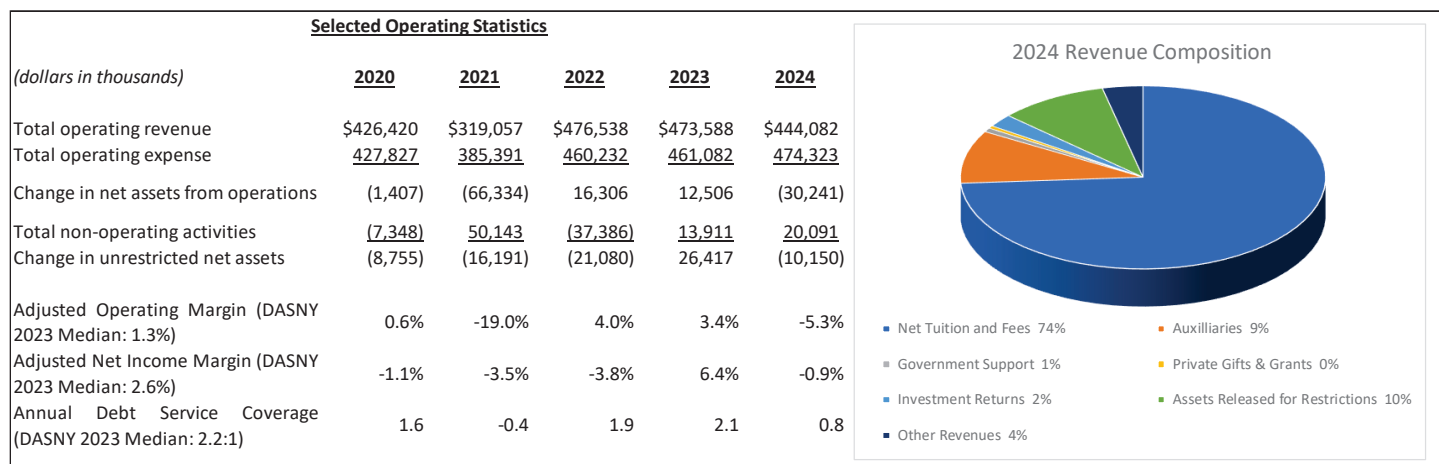 Selected Operating Statistics
(dollars in thousands) 2020 2021 2022 2023 2024
Total operating revenue $426,420 $319,057 $476,538 $473,588 $444,082
Total operating expense 427,827 385,391 460,232 461,082 474,323
Change in net assets from operations (1,407) (66,334) 16,306 12,506 (30,241)
Total non-operating activities (7,348) 50,143 (37,386) 13,911 20,091
Change in unrestricted net assets (8,755) (16,191) (21,080) 26,417 (10,150)
Adjusted Operating Margin (DASNY
2023 Median: 1.3%) 0.6% -19.0% 4.0% 3.4% -5.3%
Adjusted Net Income Margin (DASNY
2023 Median: 2.6%) -1.1% -3.5% -3.8% 6.4% -0.9%
Annual Debt Service Coverage
(DASNY 2023 Median: 2.2:1) 1.6 -0.4 1.9 2.1 0.8
2024 Revenue Composition
Net Tuition and Fees 74% Auxilliaries 9%
Government Support 1% Private Gifts & Grants 0%
Investment Returns 2% Assets Released for Restrictions 10%
Other Revenues 4%